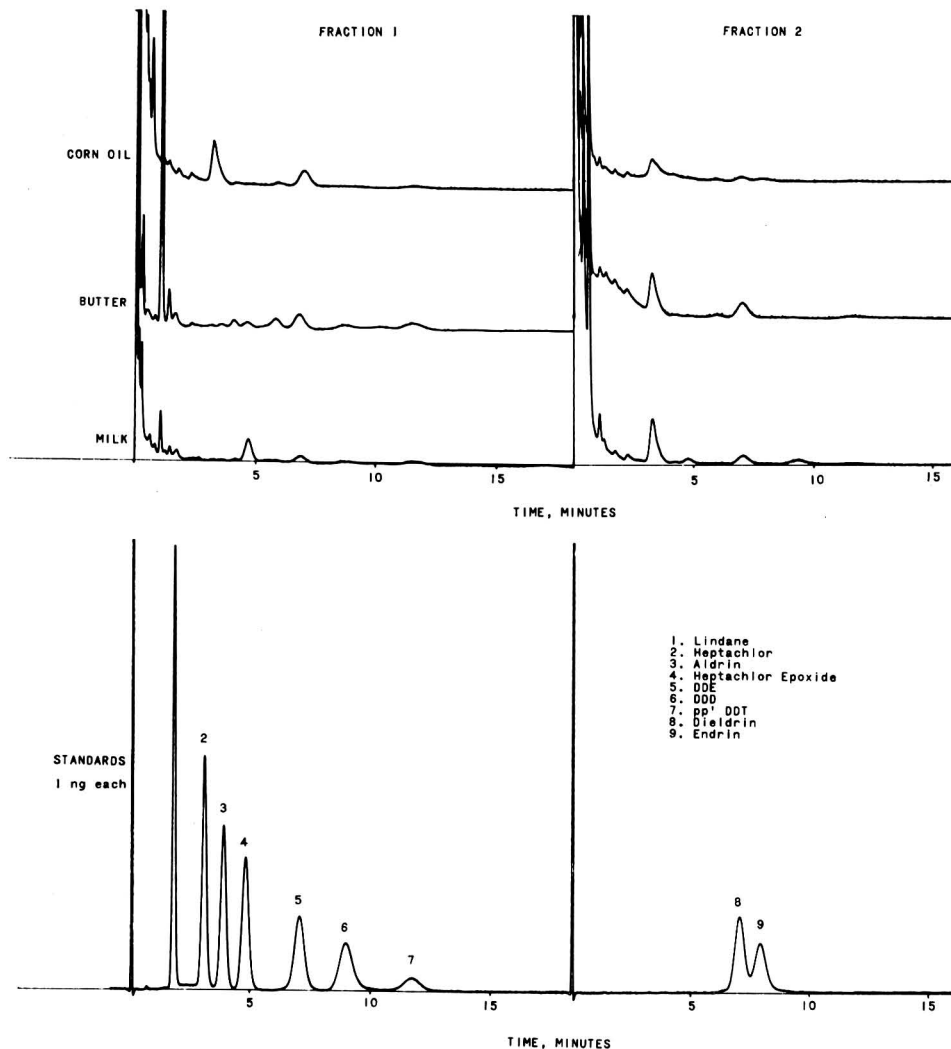 FRACTION 1
FRACTION 2
CORN OIL
BUTTER
MILK
5
10
15
5
10
15
TIME, MINUTES
1. Lindane
2. Heptachlor
3. Aldrin
4. Heptachlor Epoxide
5. DDE
6. DDD
7. pp' DDT
8. Dieldrin
9. Endrin
STANDARDS
1 ng each
2
3
4
5
6
7
8
9
5
10
15
5
10
15
TIME, MINUTES